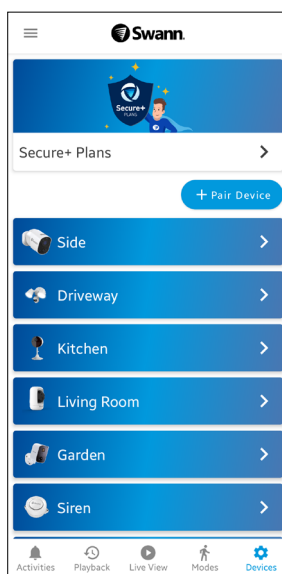 Swann.
Secure+
PLANS
Secure+ Plans
+ Pair Device
Side
Driveway
Kitchen
Living Room
Garden
Siren
Activities
Playback
Live View
Modes
Devices